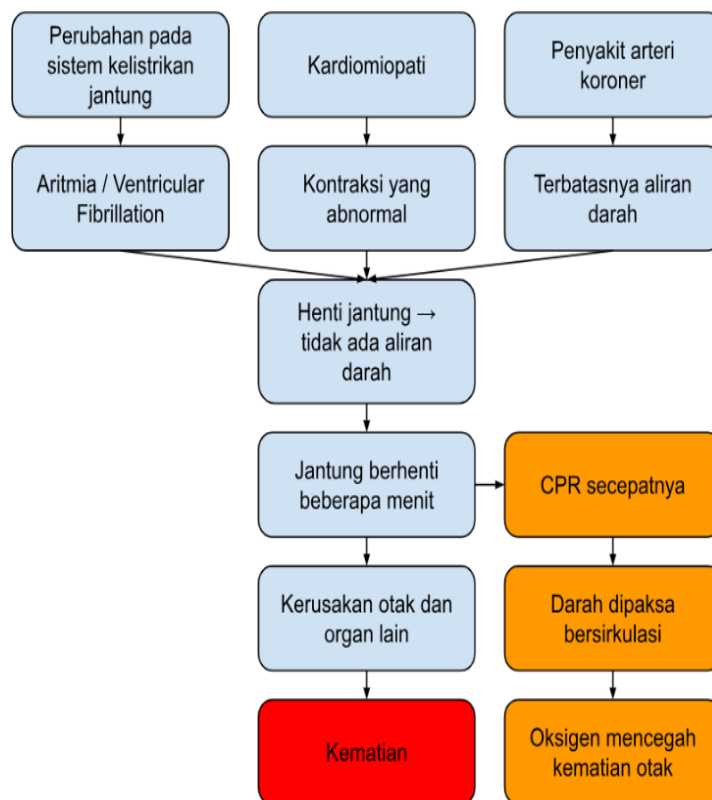 Perubahan pada
sistem kelistrikan
jantung
Kardiomiopati
Penyakit arteri
koroner
Aritmia / Ventricular
Fibrillation
Kontraksi yang
abnormal
Terbatasnya aliran
darah
Henti jantung →
tidak ada aliran
darah
Jantung berhenti
beberapa menit
CPR secepatnya
Kerusakan otak dan
organ lain
Darah dipaksa
bersirkulasi
Kematian
Oksigen mencegah
kematian otak